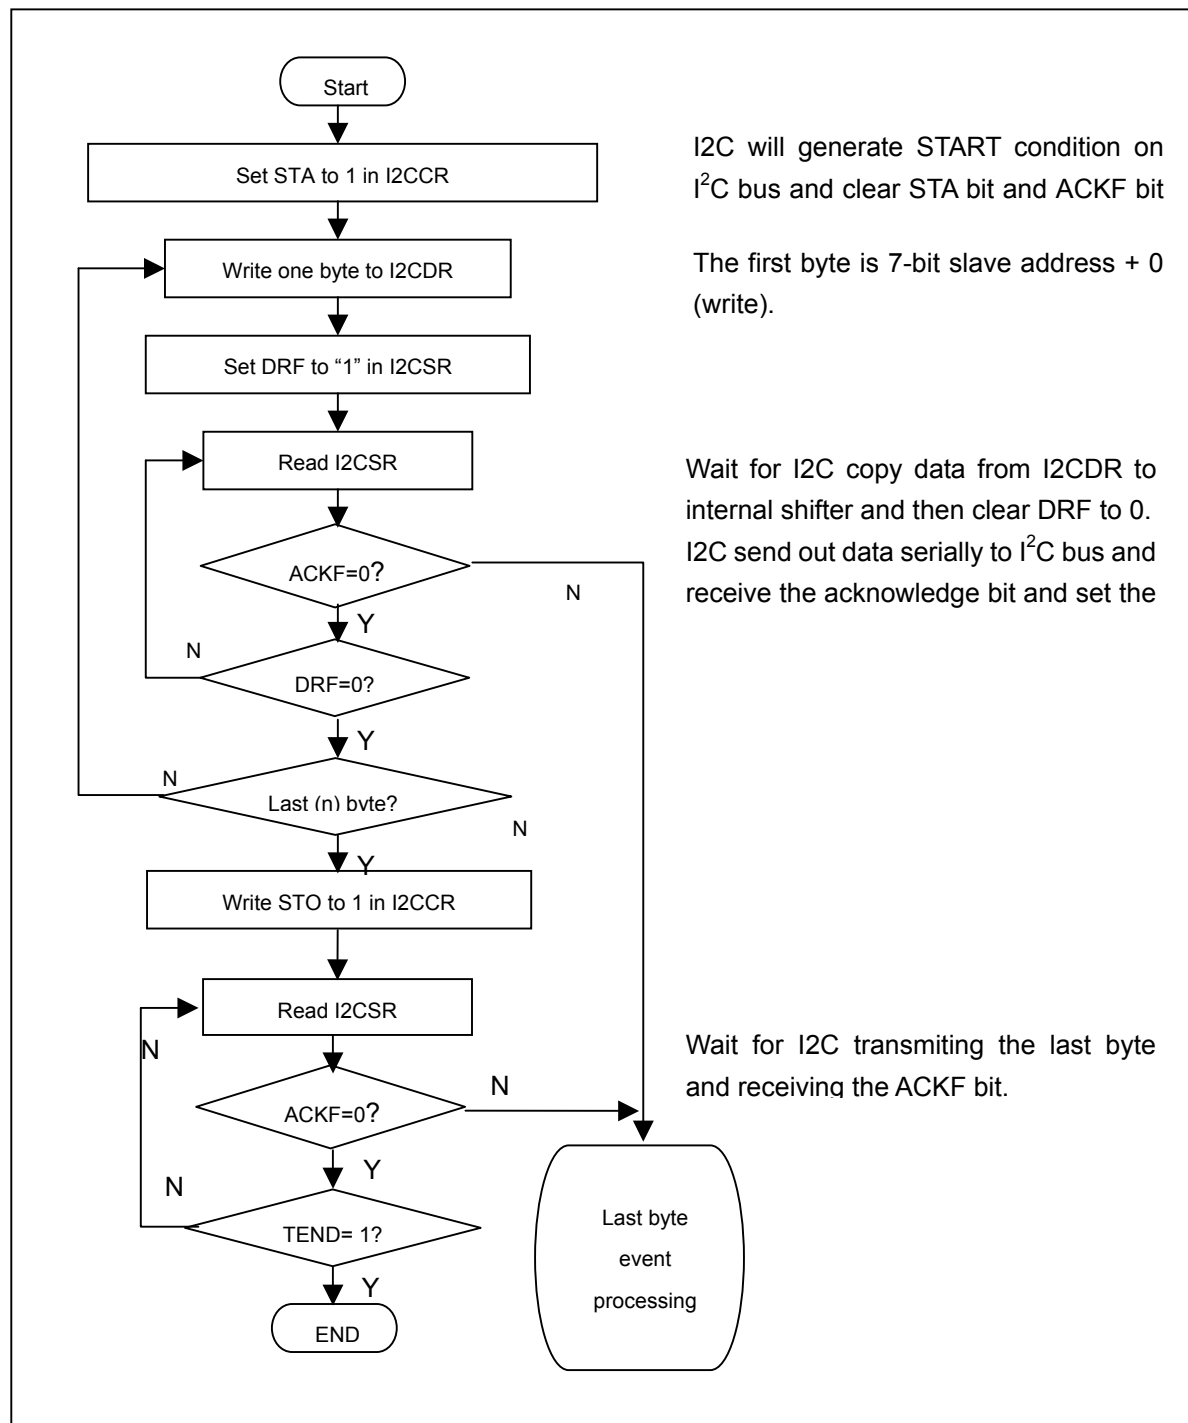 Start
Set STA to 1 in I2CCR
I2C will generate START condition on
I²C bus and clear STA bit and ACKF bit
Write one byte to I2CDR
The first byte is 7-bit slave address + 0
(write).
Set DRF to “1” in I2CSR
Read I2CSR
Wait for I2C copy data from I2CDR to
internal shifter and then clear DRF to 0.
I2C send out data serially to I²C bus and
receive the acknowledge bit and set the
ACKF=0?
N
Y
N
DRF=0?
Y
N
Last (n) byte?
N
Y
Write STO to 1 in I2CCR
Read I2CSR
N
Wait for I2C transmiting the last byte
and receiving the ACKF bit.
ACKF=0?
N
Y
N
TEND= 1?
Y
END
Last byte
event
processing